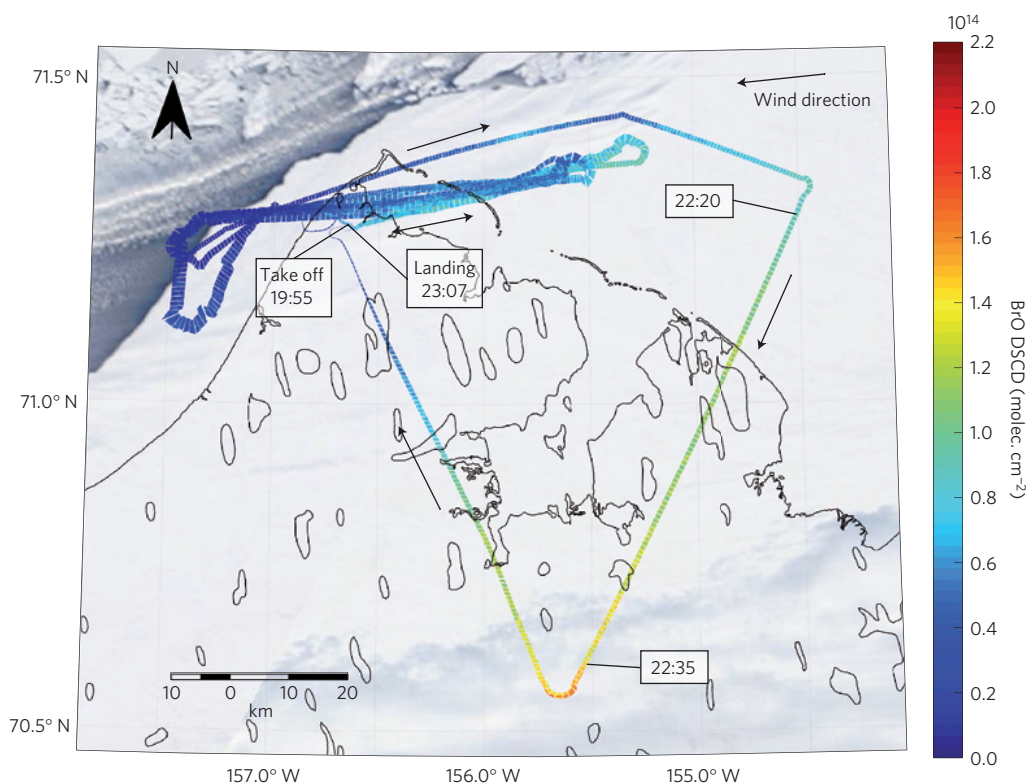 10¹⁴
2.2
2.0
1.8
1.6
1.4
1.2
1.0
0.8
0.6
0.4
0.2
0.0
BrO DSCD (molec. cm⁻²)
71.5° N
71.0° N
70.5° N
N
Wind direction
22:20
Take off
19:55
Landing
23:07
22:35
10 0 10 20
km
157.0° W 156.0° W 155.0° W